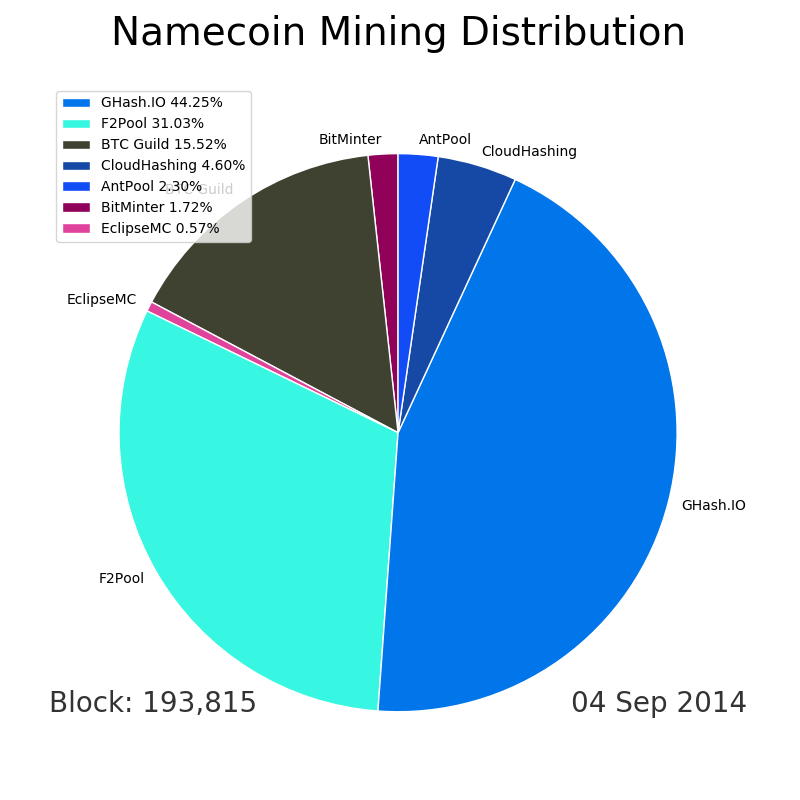 Namecoin Mining Distribution
GHash.IO 44.25%
F2Pool 31.03%
BTC Guild 15.52%
CloudHashing 4.60%
AntPool 2.30%
BitMinter 1.72%
EclipseMC 0.57%
BTC Guild
BitMinter
AntPool
CloudHashing
EclipseMC
GHash.IO
F2Pool
Block: 193,815
04 Sep 2014